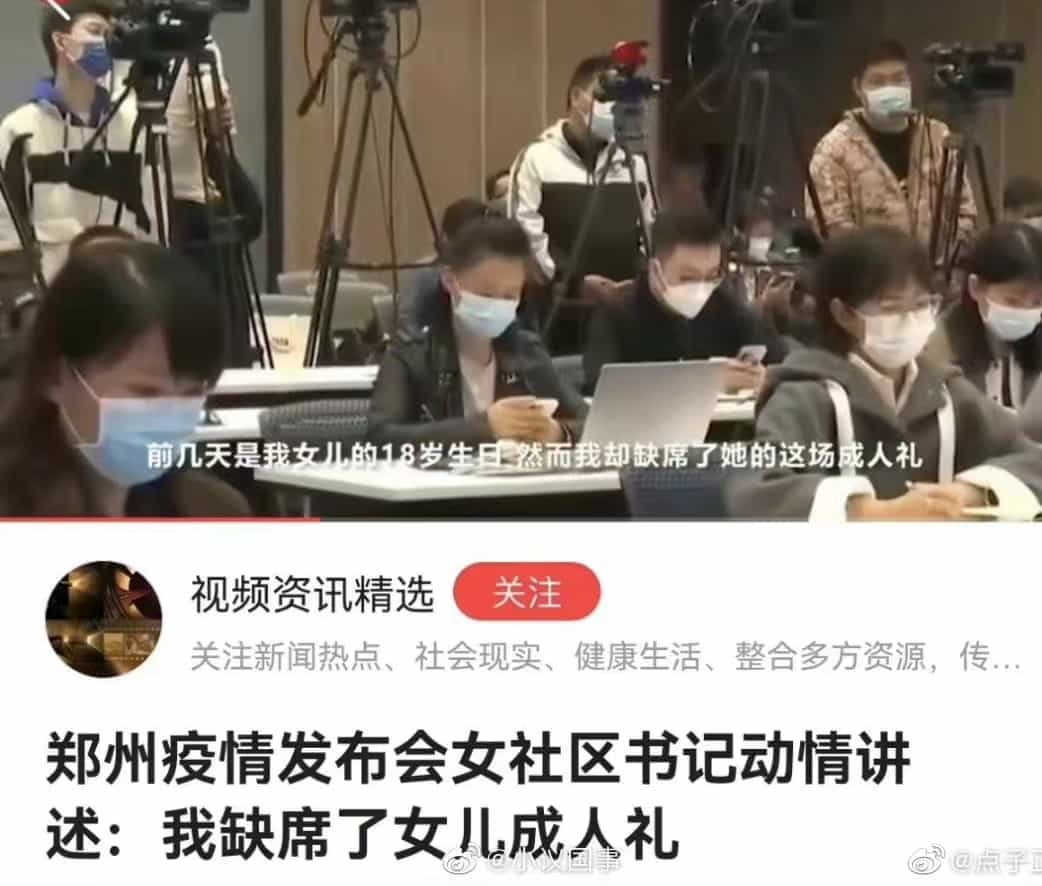 前几天是我女儿的18岁生日 然而我却缺席了她的这场成人礼
视频资讯精选
关注
关注新闻热点、社会现实、健康生活、整合多方资源，传...
郑州疫情发布会女社区书记动情讲
述：我缺席了女儿成人礼
@小议国事
@点子正